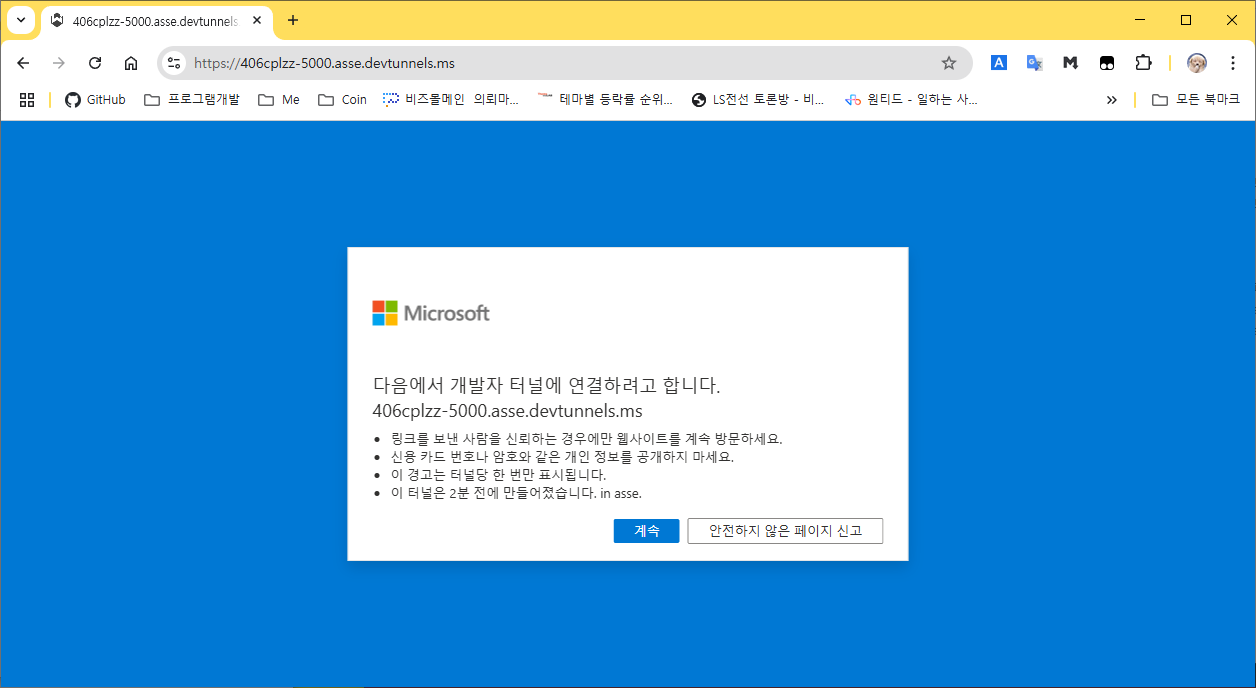 406cplzz-5000.asse.devtunnels.
https://406cplzz-5000.asse.devtunnels.ms
A
G
M
GitHub 프로그램개발 Me Coin 비즈폴메인 의뢰마... 테마별 등락률 순위... LS전선 토론방 - 비... 원티드 - 일하는 사... 모든 북마크
Microsoft
다음에서 개발자 터널에 연결하려고 합니다.
406cplzz-5000.asse.devtunnels.ms
• 링크를 보낸 사람을 신뢰하는 경우에만 웹사이트를 계속 방문하세요.
• 신용 카드 번호나 암호와 같은 개인 정보를 공개하지 마세요.
• 이 경고는 터널당 한 번만 표시됩니다.
• 이 터널은 2분 전에 만들어졌습니다. in asse.
계속 안전하지 않은 페이지 신고